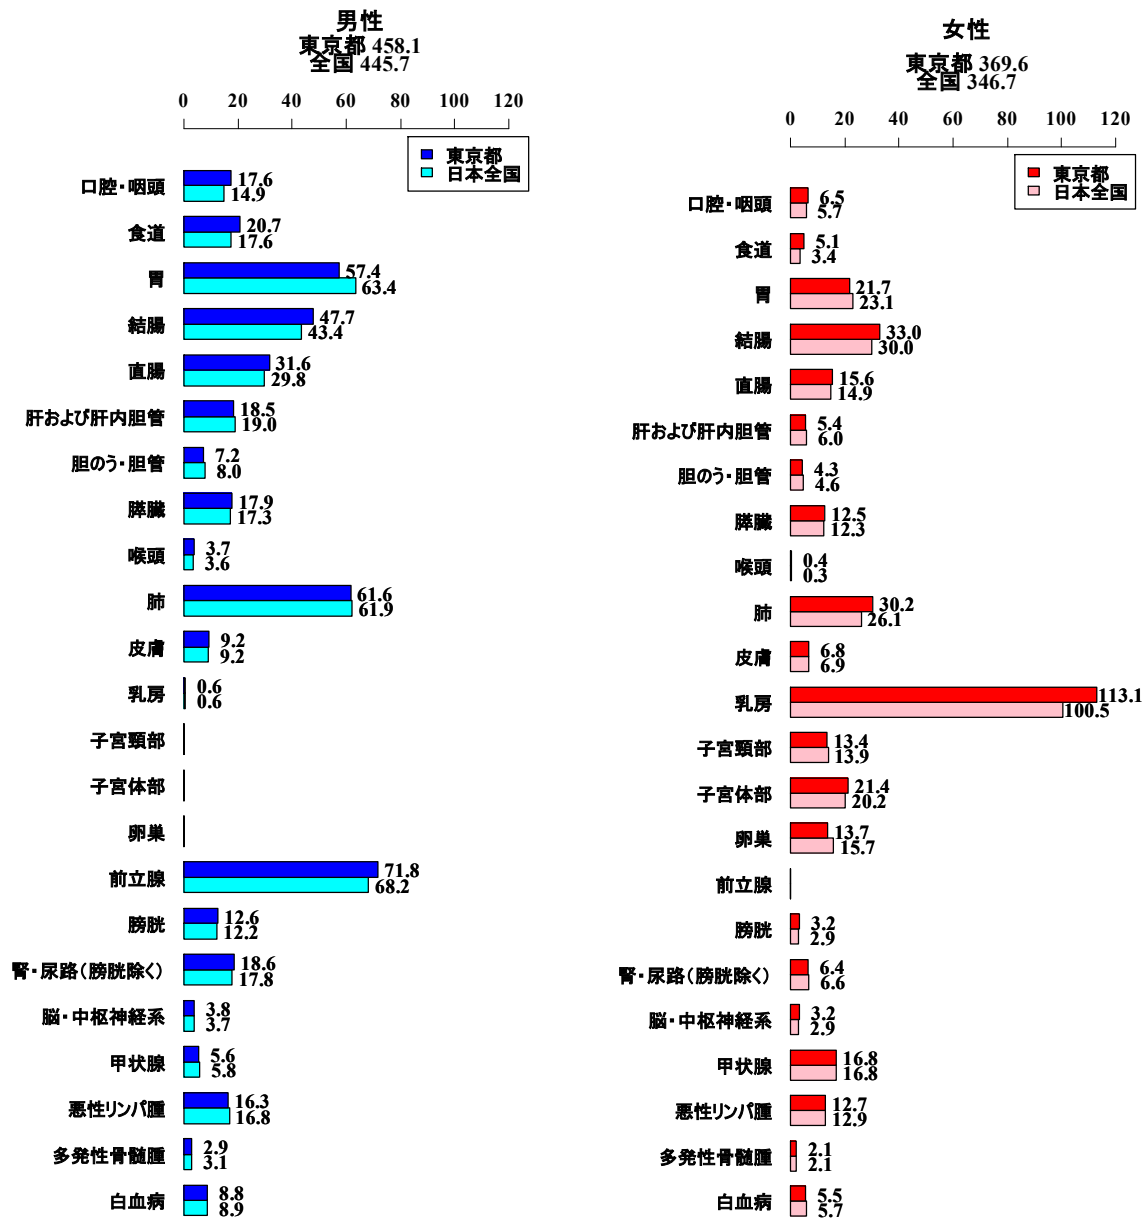 男性
東京都 458.1
全国 445.7
0 20 40 60 80 100 120
東京都
日本全国
口腔・咽頭 17.6
14.9
食道 20.7
17.6
胃 57.4
63.4
結腸 47.7
43.4
直腸 31.6
29.8
肝および肝内胆管 18.5
19.0
胆のう・胆管 7.2
8.0
膵臓 17.9
17.3
喉頭 3.7
3.6
肺 61.6
61.9
皮膚 9.2
9.2
乳房 0.6
0.6
子宮頸部
子宮体部
卵巣
前立腺 71.8
68.2
膀胱 12.6
12.2
腎・尿路(膀胱除く) 18.6
17.8
脳・中枢神経系 3.8
3.7
甲状腺 5.6
5.8
悪性リンパ腫 16.3
16.8
多発性骨髄腫 2.9
3.1
白血病 8.8
8.9
女性
東京都 369.6
全国 346.7
0 20 40 60 80 100 120
東京都
日本全国
口腔・咽頭 6.5
5.7
食道 5.1
3.4
胃 21.7
23.1
結腸 33.0
30.0
直腸 15.6
14.9
肝および肝内胆管 5.4
6.0
胆のう・胆管 4.3
4.6
膵臓 12.5
12.3
喉頭 0.4
0.3
肺 30.2
26.1
皮膚 6.8
6.9
乳房 113.1
100.5
子宮頸部 13.4
13.9
子宮体部 21.4
20.2
卵巣 13.7
15.7
前立腺
膀胱 3.2
2.9
腎・尿路(膀胱除く) 6.4
6.6
脳・中枢神経系 3.2
2.9
甲状腺 16.8
16.8
悪性リンパ腫 12.7
12.9
多発性骨髄腫 2.1
2.1
白血病 5.5
5.7